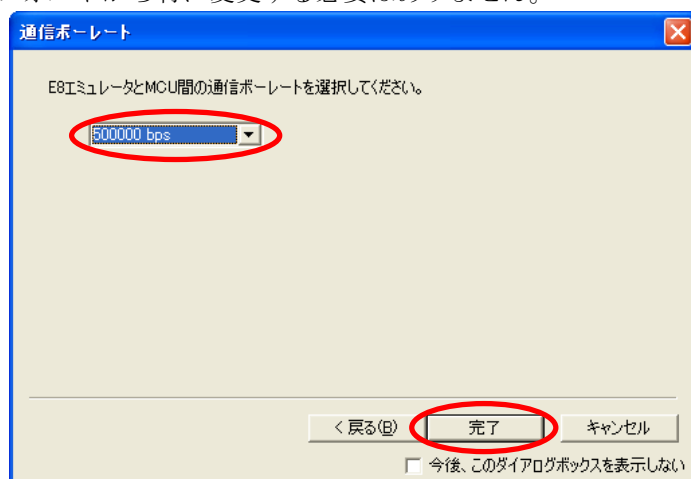 通信ボーレート
E8エミュレータとMCU間の通信ボーレートを選択してください。
500000 bps
< 戻る(B)
完了
キャンセル
今後、このダイアログボックスを表示しない